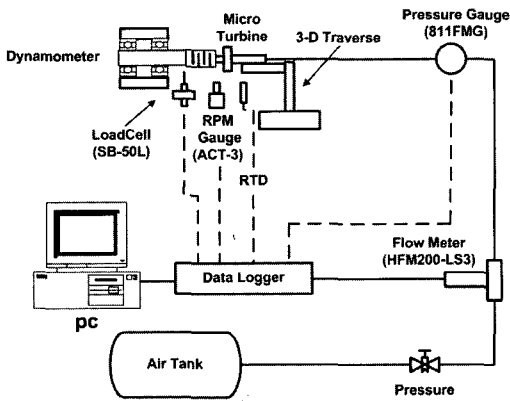 Micro
Turbine
Pressure Gauge
(811FMG)
Dynamometer
3-D Traverse
LoadCell
(SB-50L)
RPM
Gauge
(ACT-3)
RTD
Flow Meter
(HFM200-LS3)
Data Logger
pc
Air Tank
Pressure